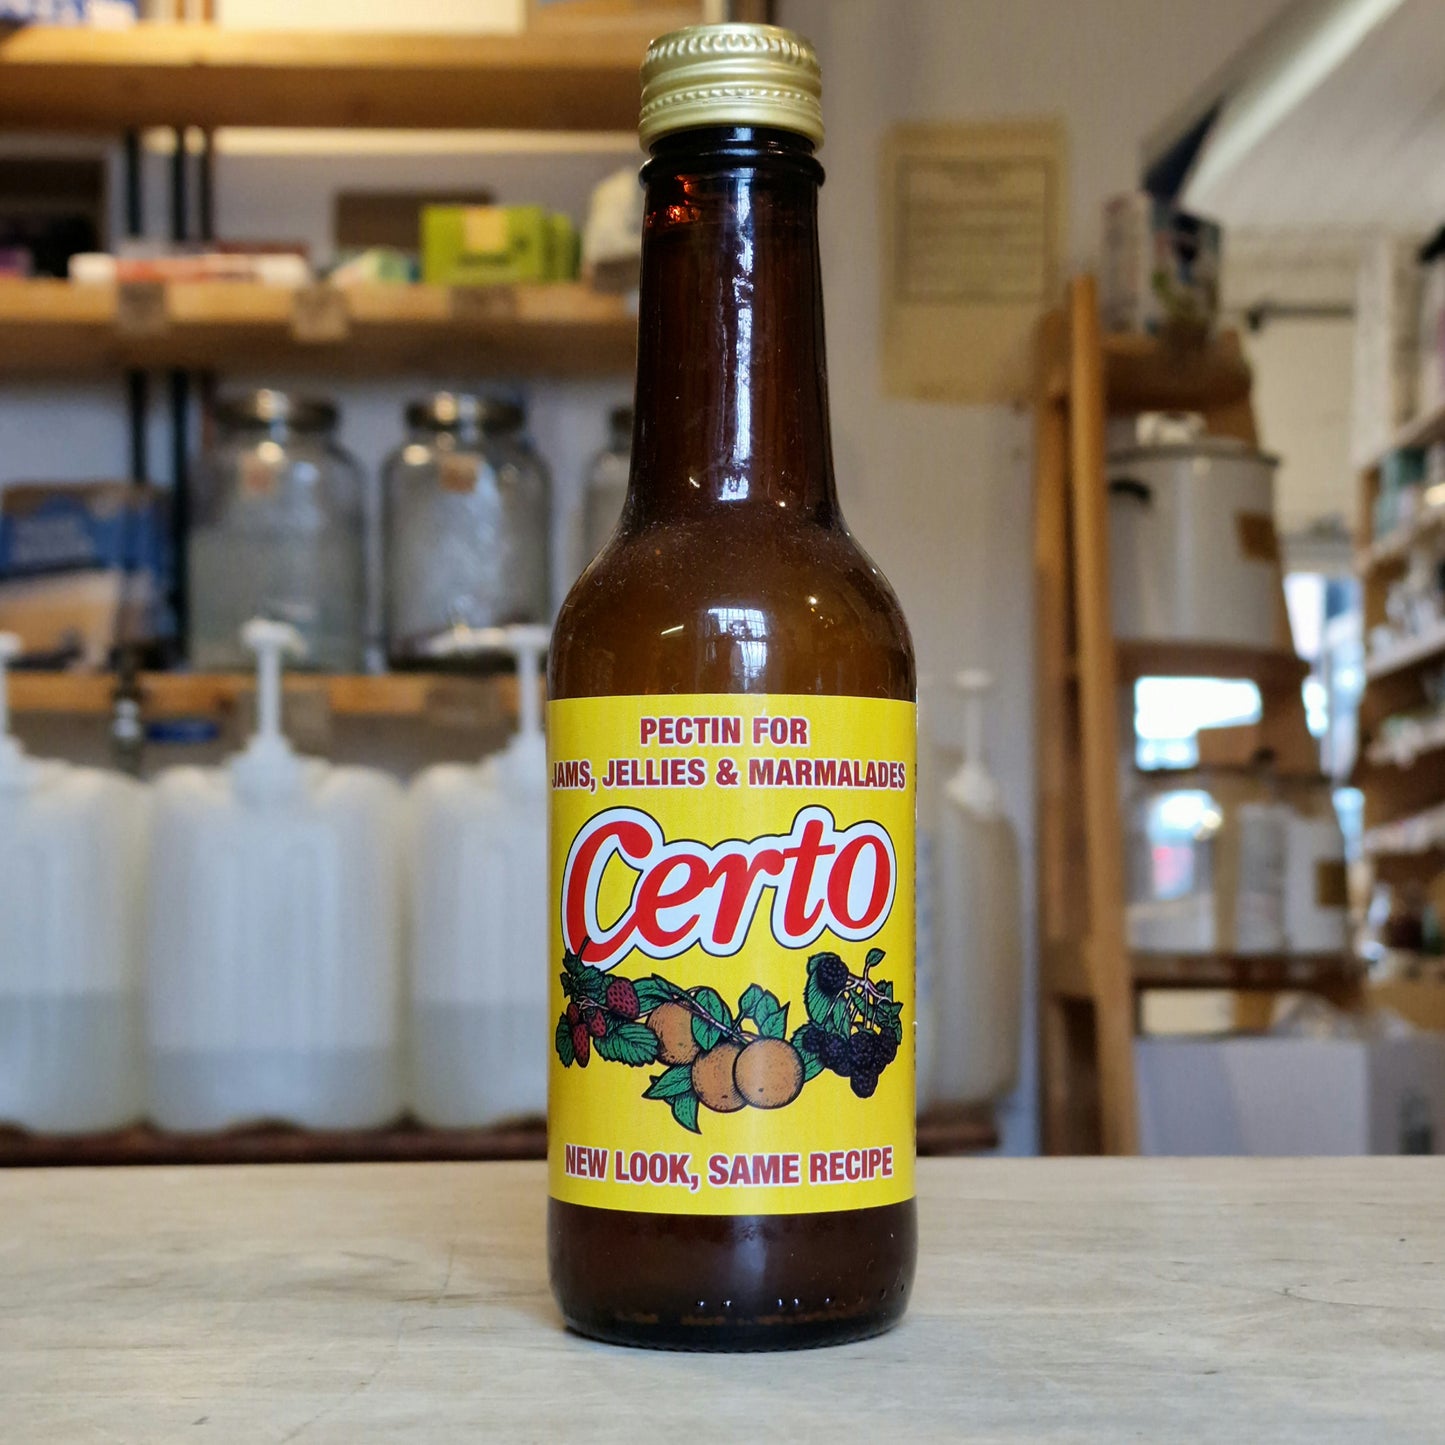 PECTIN FOR
JAMS, JELLIES & MARMALADES
Certo
NEW LOOK, SAME RECIPE